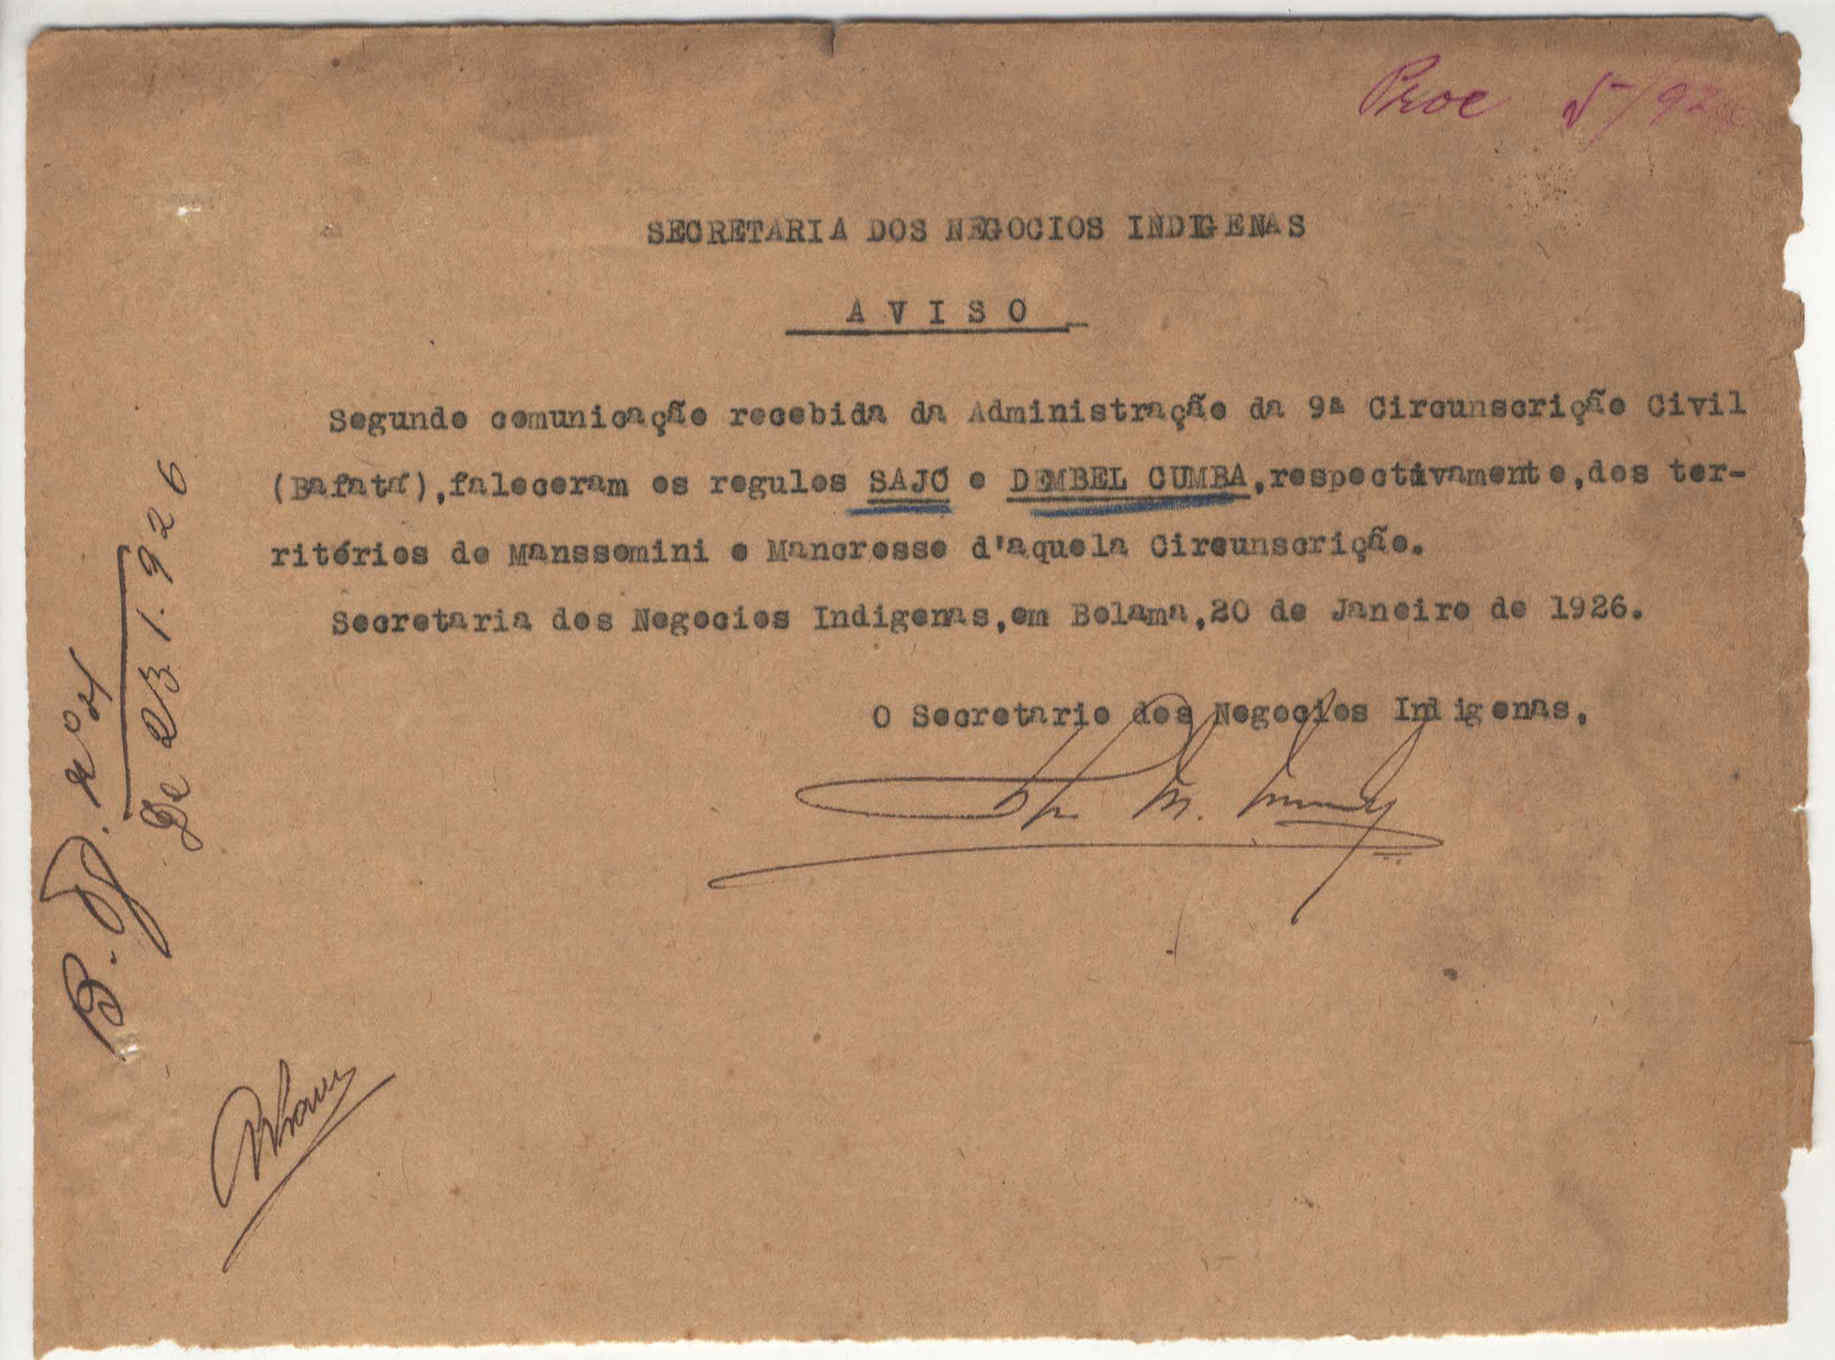 Proc 5/926
SECRETARIA DOS NEGOCIOS INDIGENAS
AVISO
Segundo comunicação recebida da Administração da 9ª Circunscrição Civil
(Bafatá),faleceram os regulos SAJÓ e DEMBEL CUMBA,respectivamente,dos ter-
ritórios de Manssomini e Mancrosse d'aquela Circunscrição.
Secretaria dos Negocios Indigenas,em Bolama,20 de Janeiro de 1926.
O Secretario dos Negocios Indigenas,
B. O. nº 4
De 23 1. 926